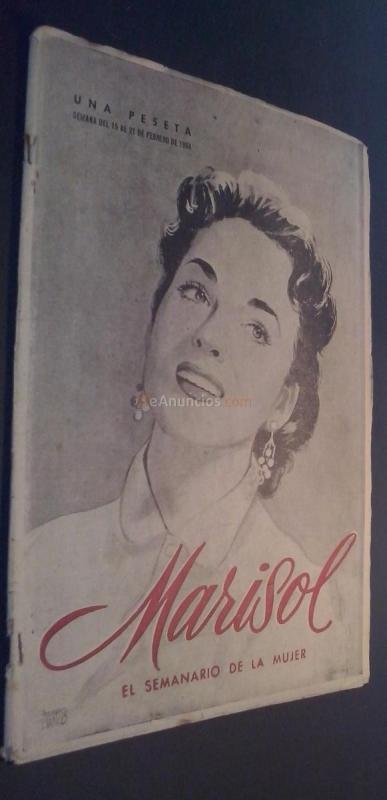 UNA PESETA
SEMANA DEL 15 AL 21 DE FEBRERO DE 1954
eAnuncios.com
Marisol
EL SEMANARIO DE LA MUJER